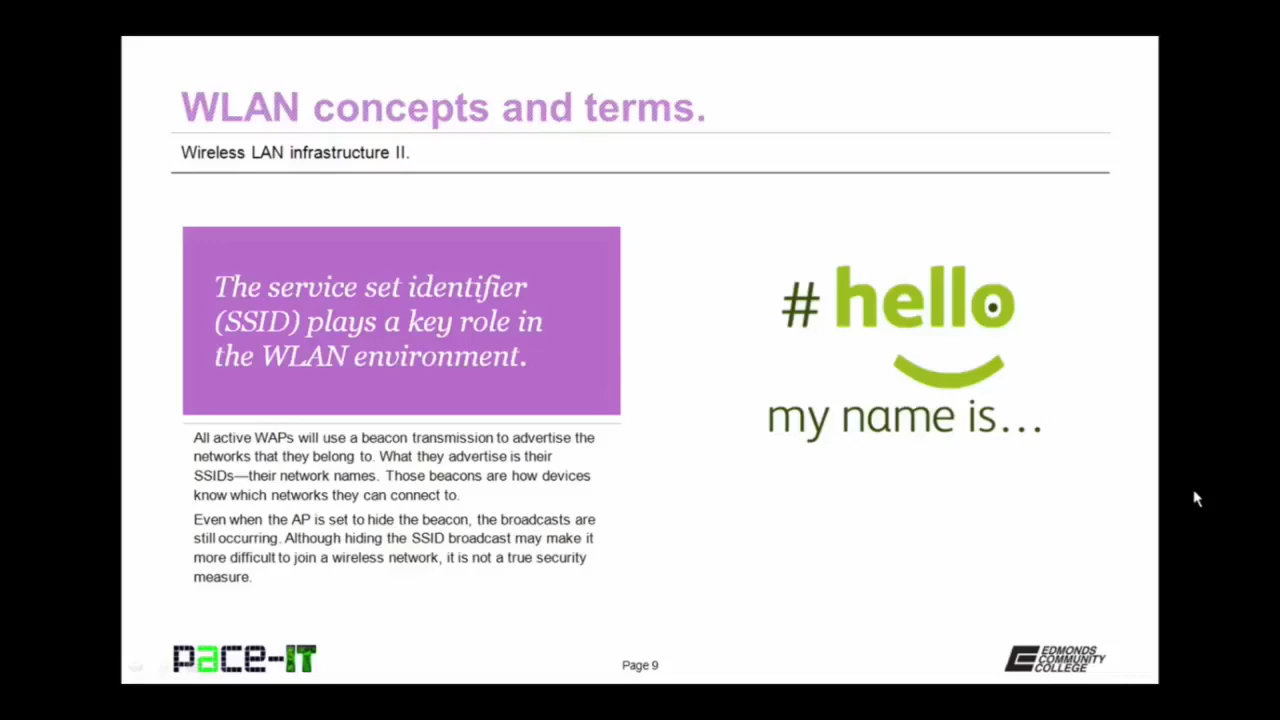 WLAN concepts and terms.
Wireless LAN infrastructure II.
The service set identifier
(SSID) plays a key role in
the WLAN environment.
All active WAPs will use a beacon transmission to advertise the
networks that they belong to. What they advertise is their
SSIDs—their network names. Those beacons are how devices
know which networks they can connect to.
Even when the AP is set to hide the beacon, the broadcasts are
still occurring. Although hiding the SSID broadcast may make it
more difficult to join a wireless network, it is not a true security
measure.
#hello
my name is...
pace-IT
Page 9
EDMONDS
COMMUNITY
COLLEGE